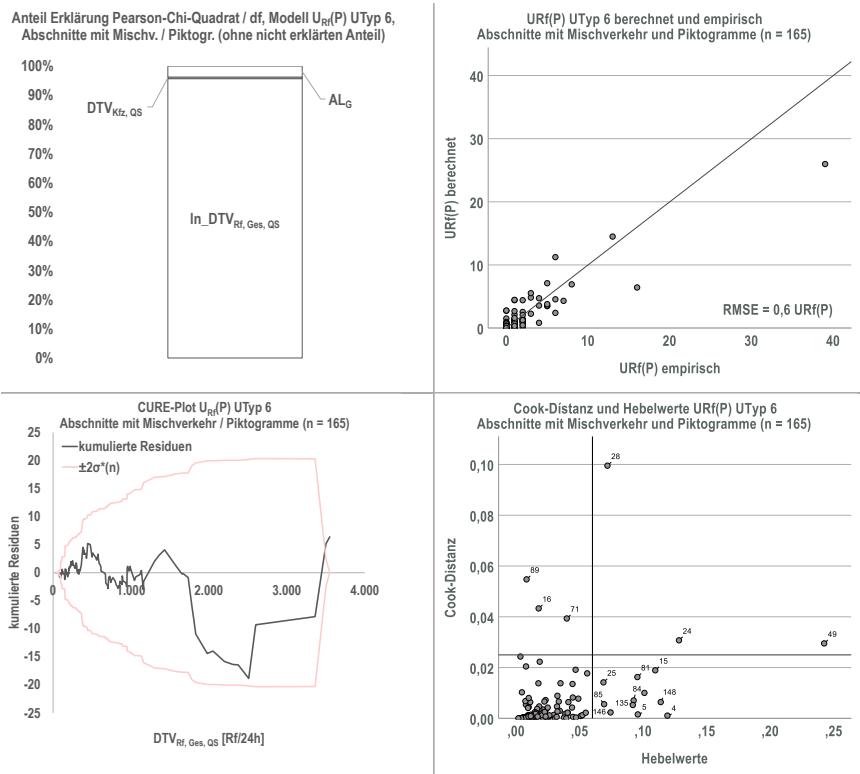 Anteil Erklärung Pearson-Chi-Quadrat / df, Modell URf(P) UTyp 6,
Abschnitte mit Mischv. / Piktogr. (ohne nicht erklärten Anteil)
100%
90%
80%
70%
60%
50%
40%
30%
20%
10%
0%
DTVKfz, QS
ALG
ln_DTVRf, Ges, QS
URf(P) UTyp 6 berechnet und empirisch
Abschnitte mit Mischverkehr und Piktogramme (n = 165)
URf(P) berechnet
40
30
20
10
0
RMSE = 0,6 URf(P)
0 10 20 30 40
URf(P) empirisch
CURE-Plot URf(P) UTyp 6
Abschnitte mit Mischverkehr / Piktogramme (n = 165)
kumulierte Residuen
25
20
15
10
5
0
-5
-10
-15
-20
-25
kumulierte Residuen
±2σ*(n)
0 1.000 2.000 3.000 4.000
DTVRf, Ges, QS [Rf/24h]
Cook-Distanz und Hebelwerte URf(P) UTyp 6
Abschnitte mit Mischverkehr und Piktogramme (n = 165)
Cook-Distanz
0,10
0,08
0,06
0,04
0,02
0,00
28
89
16
71
24
49
25
81
15
85
84
135
148
146
5
4
,00 ,05 ,10 ,15 ,20 ,25
Hebelwerte